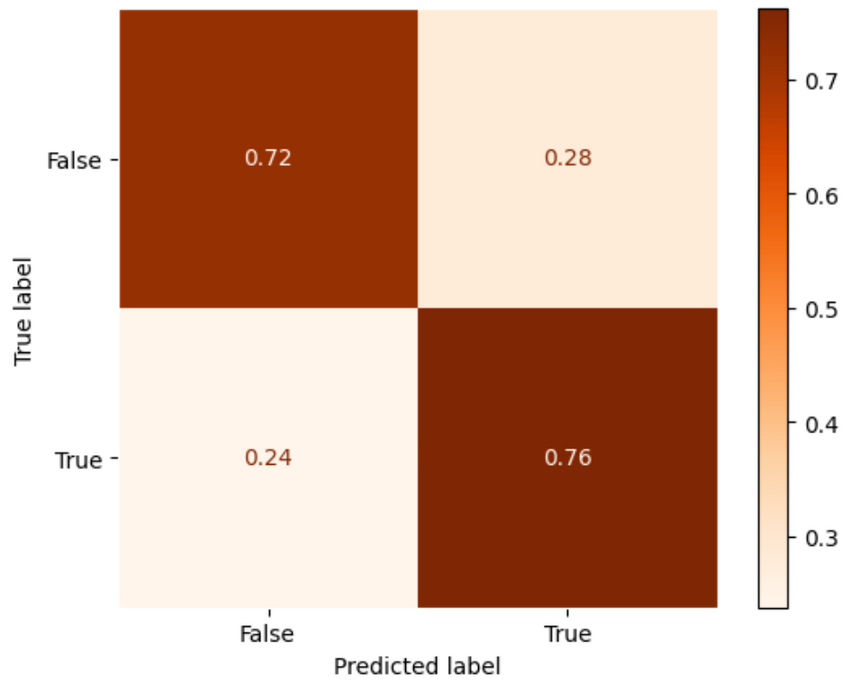 0.7
False
0.72
0.28
0.6
True label
0.5
0.4
True
0.24
0.76
0.3
False
True
Predicted label